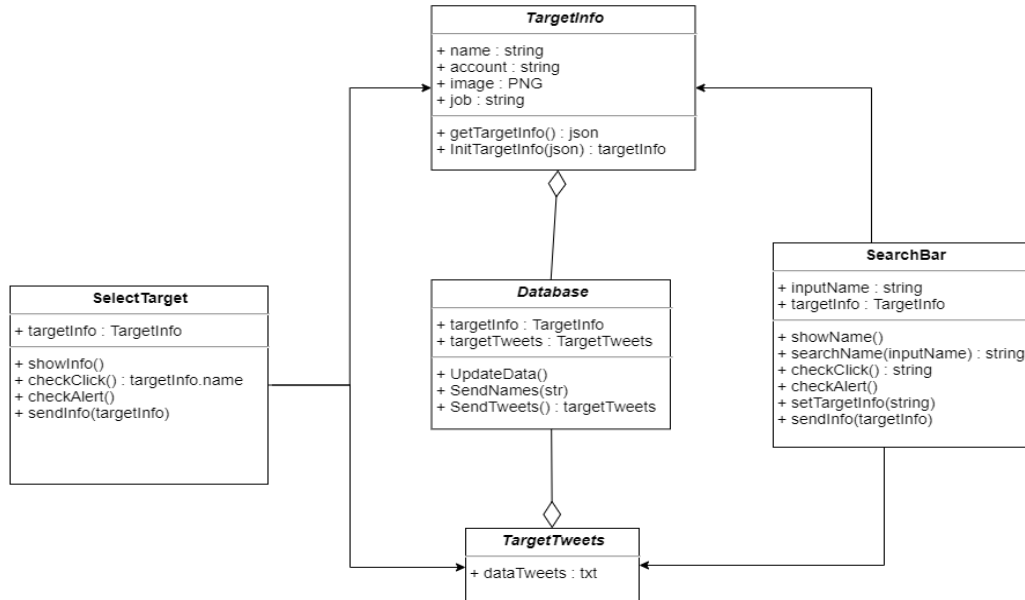 TargetInfo
+ name : string
+ account : string
+ image : PNG
+ job : string
+ getTargetInfo() : json
+ InitTargetInfo(json) : targetInfo
SelectTarget
+ targetInfo : TargetInfo
+ showInfo()
+ checkClick() : targetInfo.name
+ checkAlert()
+ sendInfo(targetInfo)
Database
+ targetInfo : TargetInfo
+ targetTweets : TargetTweets
+ UpdateData()
+ SendNames(str)
+ SendTweets() : targetTweets
SearchBar
+ inputName : string
+ targetInfo : TargetInfo
+ showName()
+ searchName(inputName) : string
+ checkClick() : string
+ checkAlert()
+ setTargetInfo(string)
+ sendInfo(targetInfo)
TargetTweets
+ dataTweets : txt